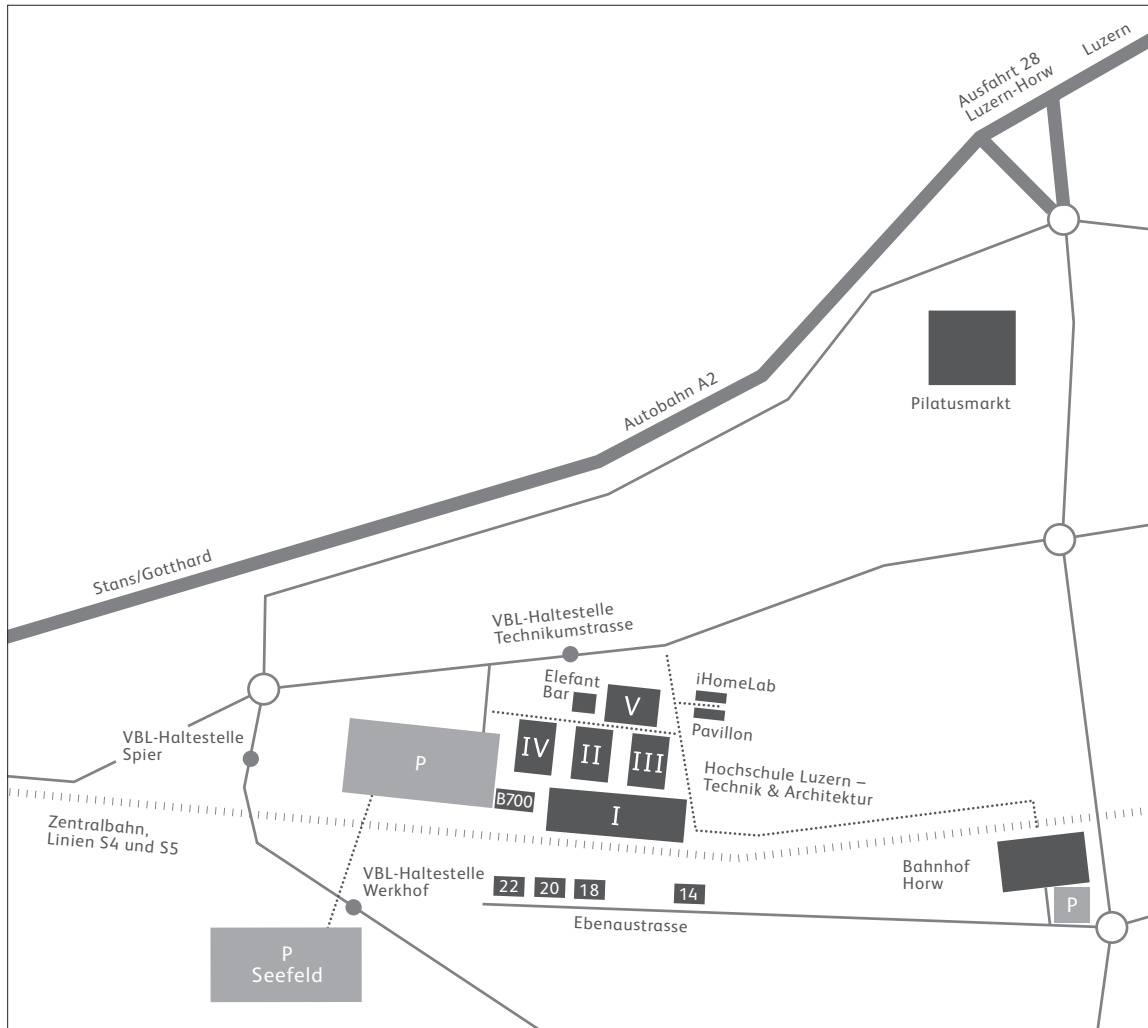 Luzern
Ausfahrt 28
Luzern-Horw
Pilatusmarkt
Autobahn A2
Stans/Gotthard
VBL-Haltestelle
Technikumstrasse
Elefant
Bar
V
iHomeLab
Pavillon
VBL-Haltestelle
Spier
P
IV
II
III
Hochschule Luzern –
Technik & Architektur
B700
I
Zentralbahn,
Linien S4 und S5
Bahnhof
Horw
P
VBL-Haltestelle
Werkhof
22
20
18
14
Ebenaustrasse
P
Seefeld